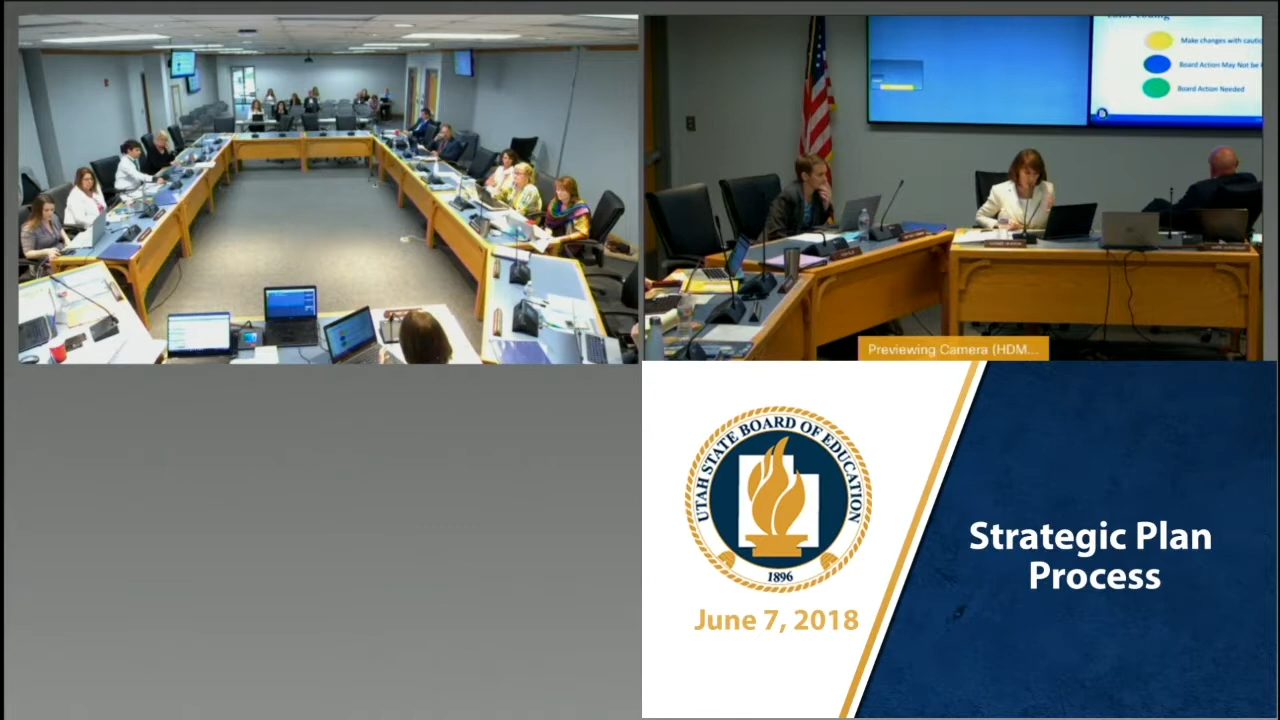 Make changes with
Board Action May Not be
Board Action Needed
Previewing Camera (HDM...
UTAH STATE BOARD OF EDUCATION
1896
June 7, 2018
Strategic Plan
Process